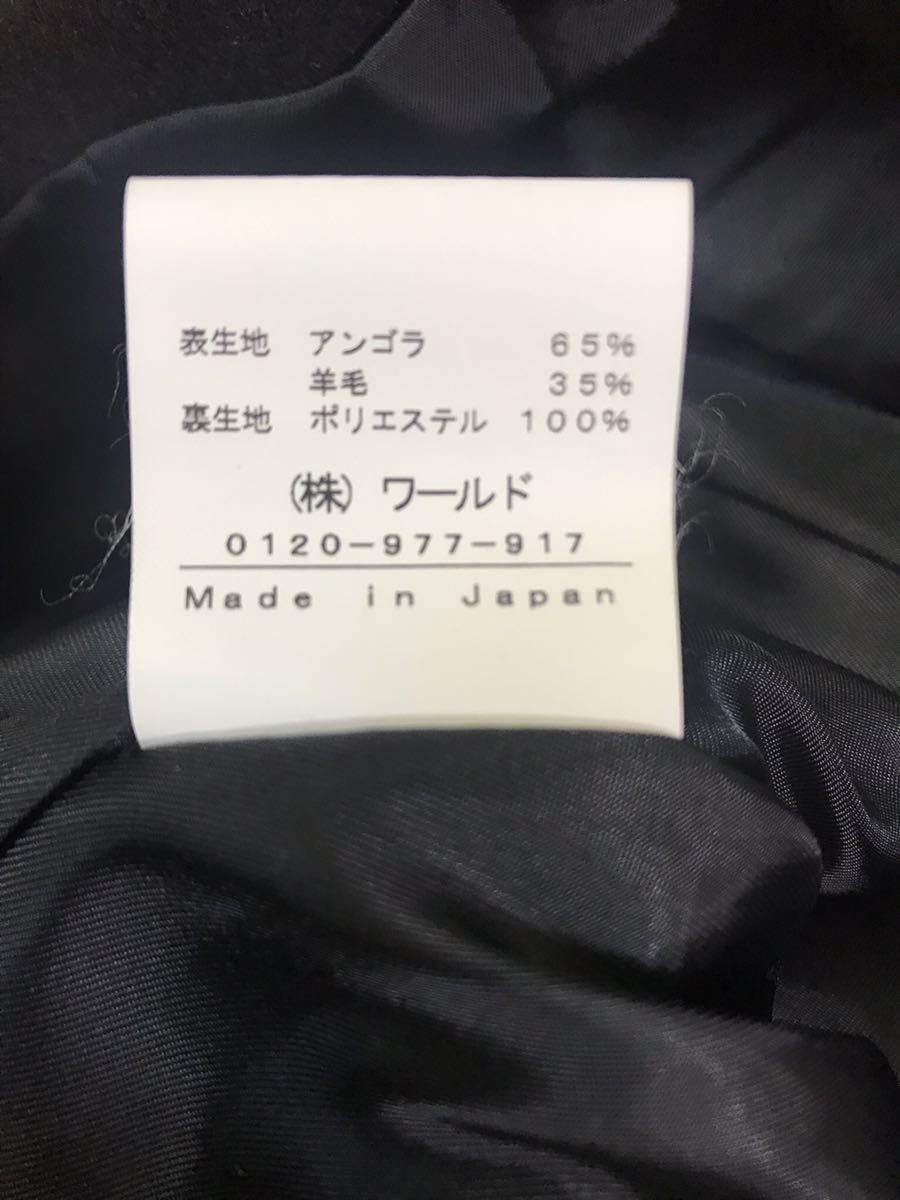 表生地 アンゴラ 65%
羊毛 35%
裏生地 ポリエステル 100%
(株) ワールド
0120-977-917
Made in Japan